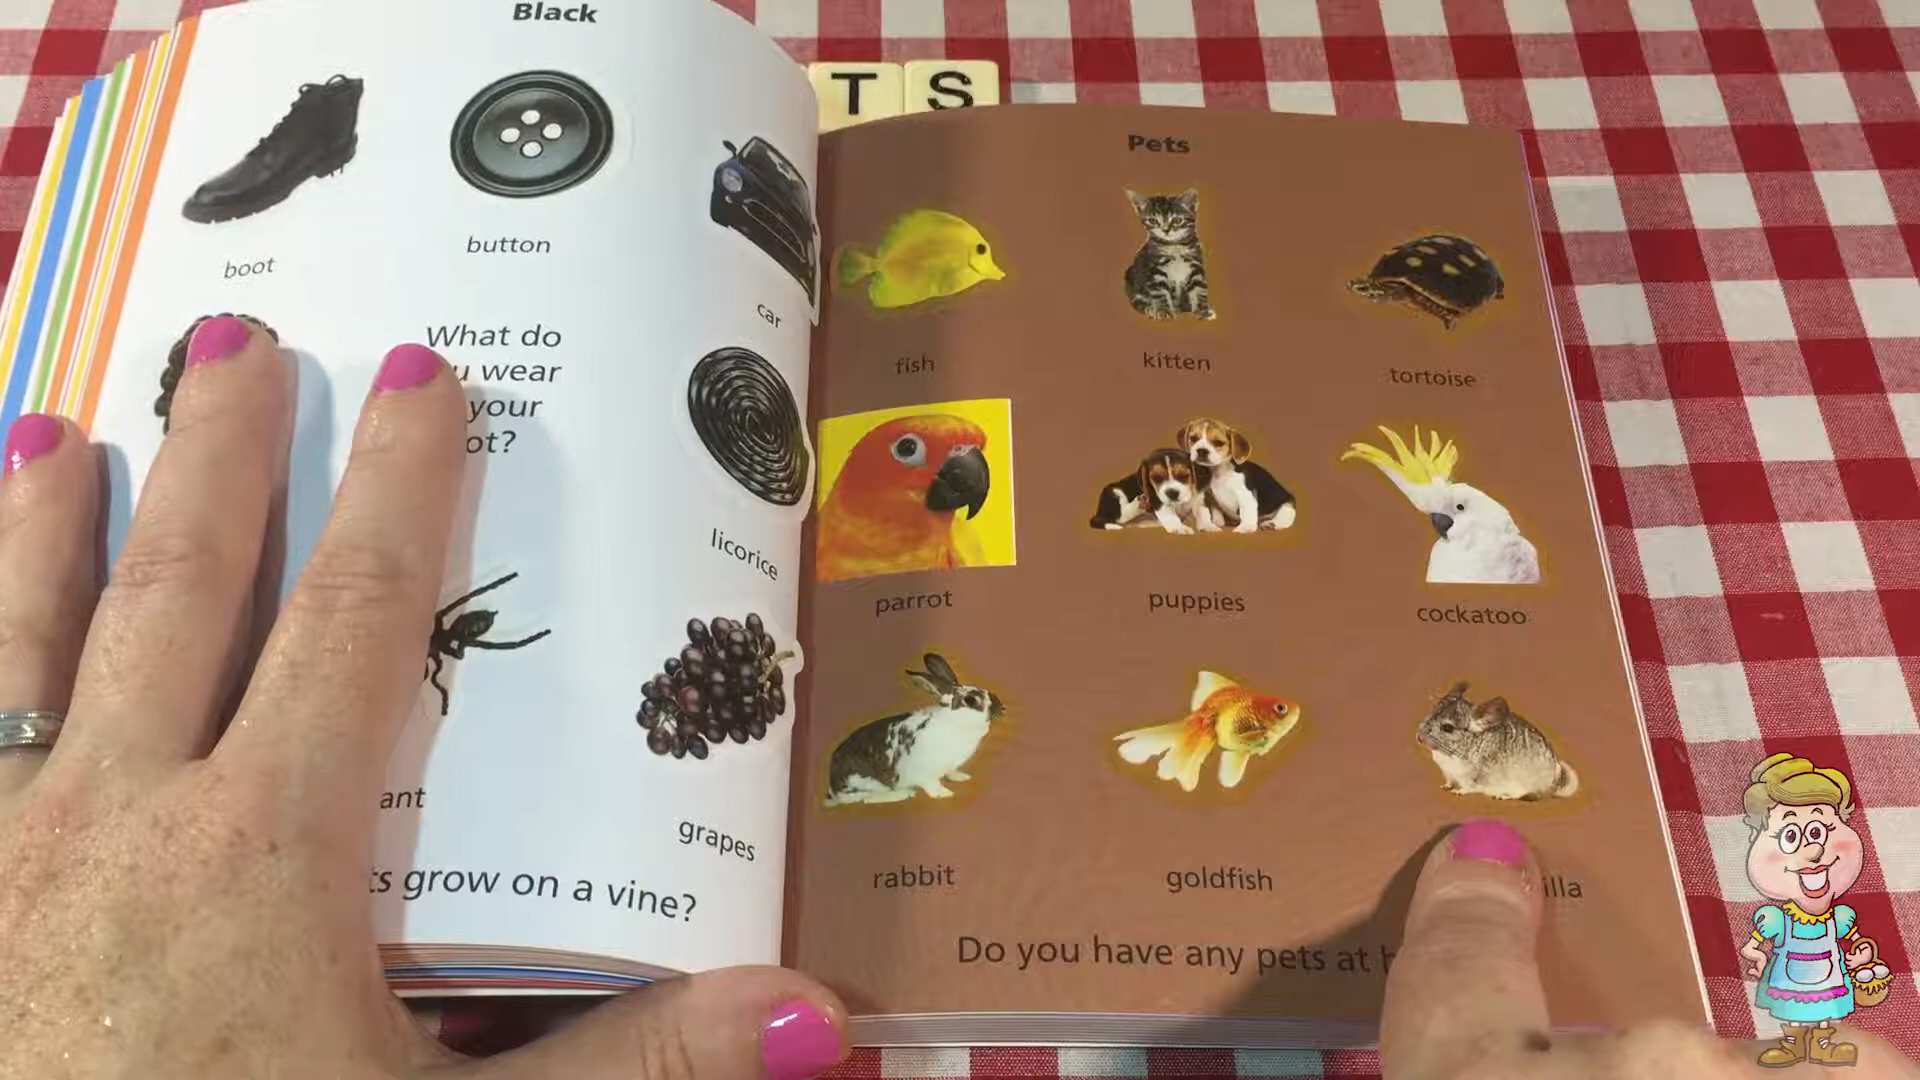 Black
boot
button
car
What do
u wear
your
ot?
licorice
ant
grapes
ts grow on a vine?
T S
Pets
fish
kitten
tortoise
parrot
puppies
cockatoo
rabbit
goldfish
illa
Do you have any pets at h